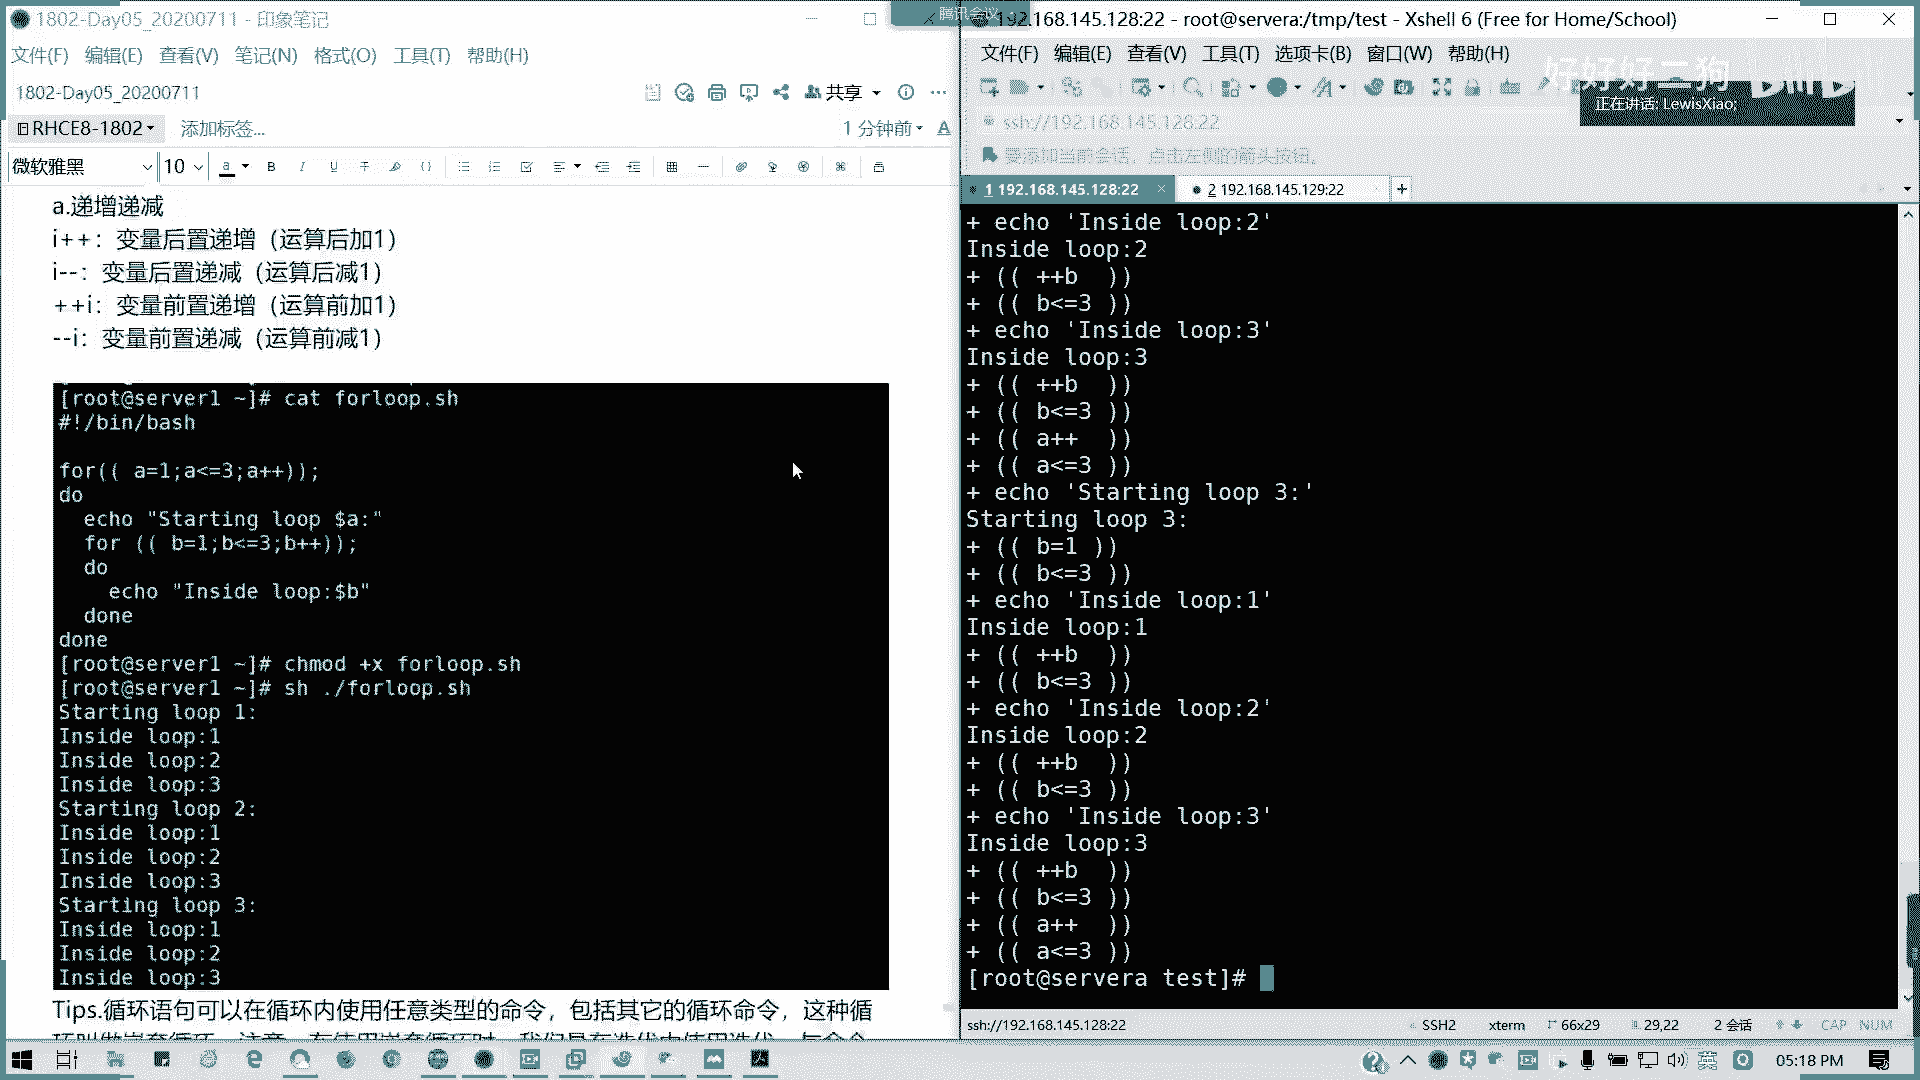 1802-Day05_20200711 - 印象笔记
文件(F) 编辑(E) 查看(V) 笔记(N) 格式(O) 工具(T) 帮助(H)
1802-Day05_20200711
共享
RHCE8-1802
添加标签...
1 分钟前
微软雅黑
10
a.递增递减
i++：变量后置递增（运算后加1）
i--：变量后置递减（运算后减1）
++i：变量前置递增（运算前加1）
--i：变量前置递减（运算前减1）
[root@server1 ~]# cat forloop.sh
#!/bin/bash
for(( a=1;a<=3;a++));
do
echo "Starting loop $a:"
for (( b=1;b<=3;b++));
do
echo "Inside loop:$b"
done
done
[root@server1 ~]# chmod +x forloop.sh
[root@server1 ~]# sh ./forloop.sh
Starting loop 1:
Inside loop:1
Inside loop:2
Inside loop:3
Starting loop 2:
Inside loop:1
Inside loop:2
Inside loop:3
Starting loop 3:
Inside loop:1
Inside loop:2
Inside loop:3
Tips.循环语句可以在循环内使用任意类型的命令，包括其它的循环命令，这种循
腾讯会议
192.168.145.128:22 - root@servera:/tmp/test - Xshell 6 (Free for Home/School)
文件(F) 编辑(E) 查看(V) 工具(T) 选项卡(B) 窗口(W) 帮助(H)
好好好二狗
正在讲话: LewisXiao;
ssh://192.168.145.128:22
要添加当前会话，点击左侧的箭头按钮。
1 192.168.145.128:22
2 192.168.145.129:22
+ echo 'Inside loop:2'
Inside loop:2
+ (( ++b  ))
+ (( b<=3 ))
+ echo 'Inside loop:3'
Inside loop:3
+ (( ++b  ))
+ (( b<=3 ))
+ (( a++  ))
+ (( a<=3 ))
+ echo 'Starting loop 3:'
Starting loop 3:
+ (( b=1 ))
+ (( b<=3 ))
+ echo 'Inside loop:1'
Inside loop:1
+ (( ++b  ))
+ (( b<=3 ))
+ echo 'Inside loop:2'
Inside loop:2
+ (( ++b  ))
+ (( b<=3 ))
+ echo 'Inside loop:3'
Inside loop:3
+ (( ++b  ))
+ (( b<=3 ))
+ (( a++  ))
+ (( a<=3 ))
[root@servera test]#
ssh://192.168.145.128:22
SSH2
xterm
66x29
29,22
2 会话
CAP NUM
英
05:18 PM